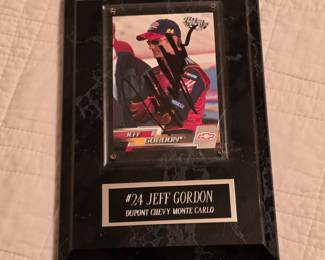 JEFF
GORDON
#24 JEFF GORDON
DUPONT CHEVY MONTE CARLO